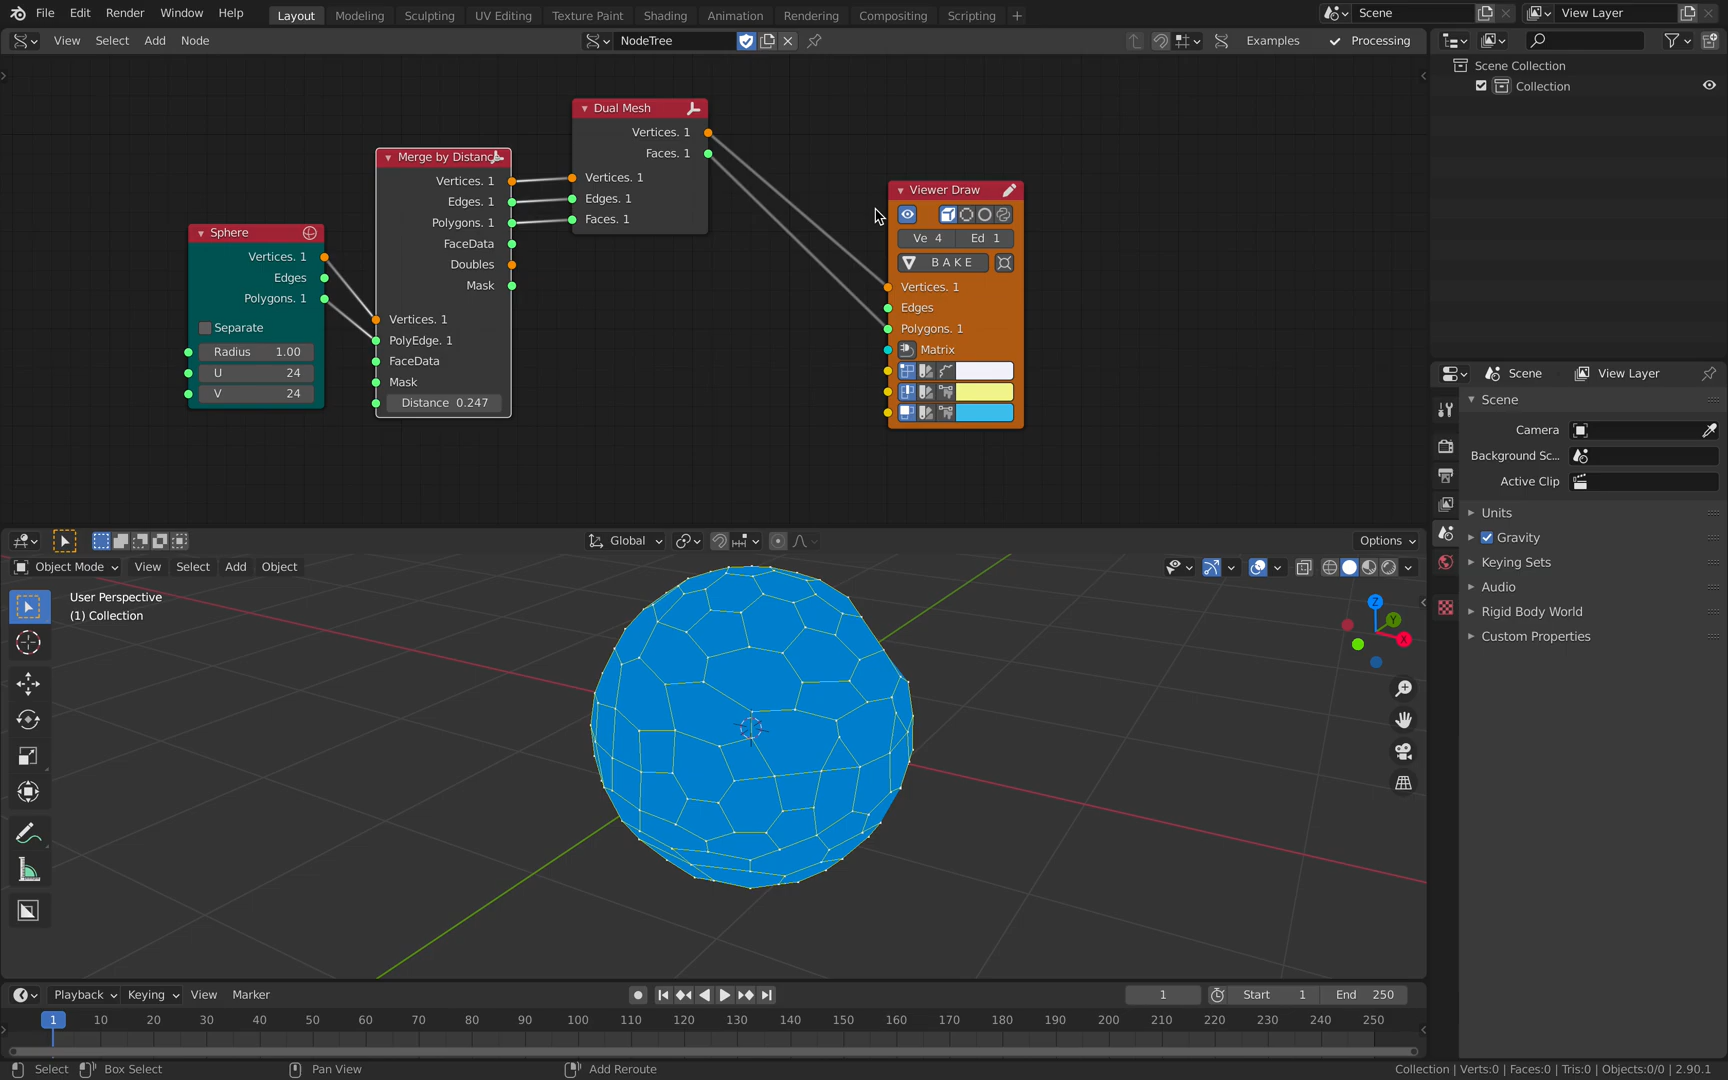 File Edit Render Window Help Layout Modeling Sculpting UV Editing Texture Paint Shading Animation Rendering Compositing Scripting + Scene View Layer
View Select Add Node NodeTree Examples Processing
Scene Collection
Collection
Dual Mesh
Vertices. 1
Faces. 1
Vertices. 1
Edges. 1
Faces. 1
Merge by Distanc
Vertices. 1
Edges. 1
Polygons. 1
FaceData
Doubles
Mask
Vertices. 1
PolyEdge. 1
FaceData
Mask
Distance 0.247
Sphere
Vertices. 1
Edges
Polygons. 1
Separate
Radius 1.00
U 24
V 24
Viewer Draw
Ve 4 Ed 1
BAKE
Vertices. 1
Edges
Polygons. 1
Matrix
Scene View Layer
Scene
Camera
Background Sc...
Active Clip
Units
Gravity
Keying Sets
Audio
Rigid Body World
Custom Properties
Global Options
Object Mode View Select Add Object
User Perspective
(1) Collection
Z
Y
X
Playback Keying View Marker 1 Start 1 End 250
1 10 20 30 40 50 60 70 80 90 100 110 120 130 140 150 160 170 180 190 200 210 220 230 240 250
Select Box Select Pan View Add Reroute Collection | Verts:0 | Faces:0 | Tris:0 | Objects:0/0 | 2.90.1